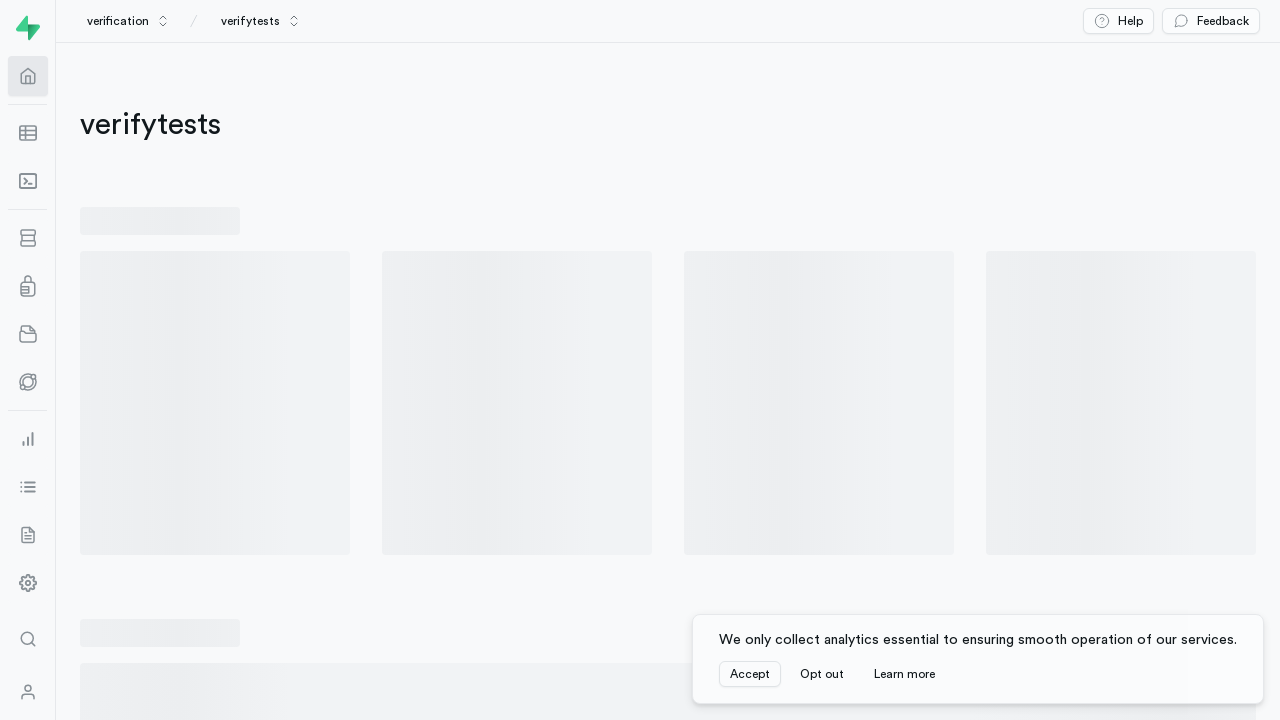 verification / verifytests
Help
Feedback
verifytests
We only collect analytics essential to ensuring smooth operation of our services.
Accept
Opt out
Learn more